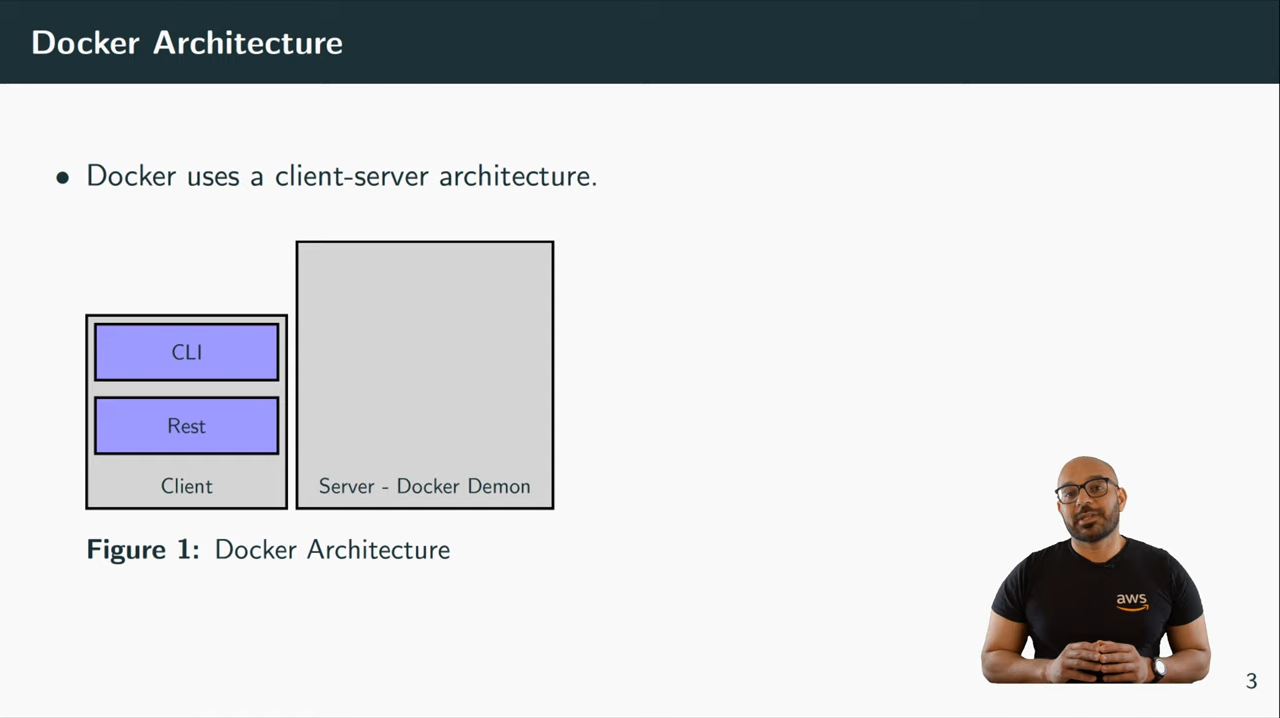 Docker Architecture
• Docker uses a client-server architecture.
CLI
Rest
Client
Server - Docker Demon
Figure 1: Docker Architecture
aws
3